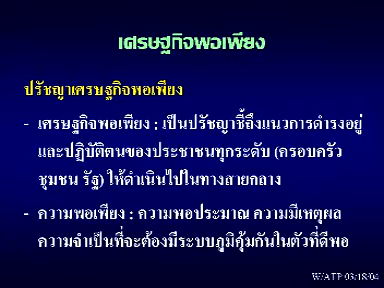 เศรษฐกิจพอเพียง
ปรัชญาเศรษฐกิจพอเพียง
- เศรษฐกิจพอเพียง : เป็นปรัชญาชี้ถึงแนวการดำรงอยู่
และปฏิบัติตนของประชาชนทุกระดับ (ครอบครัว
ชุมชน รัฐ) ให้ดำเนินไปในทางสายกลาง
- ความพอเพียง : ความพอประมาณ ความมีเหตุผล
ความจำเป็นที่จะต้องมีระบบภูมิคุ้มกันในตัวที่ดีพอ
W/ATP 03/18/04